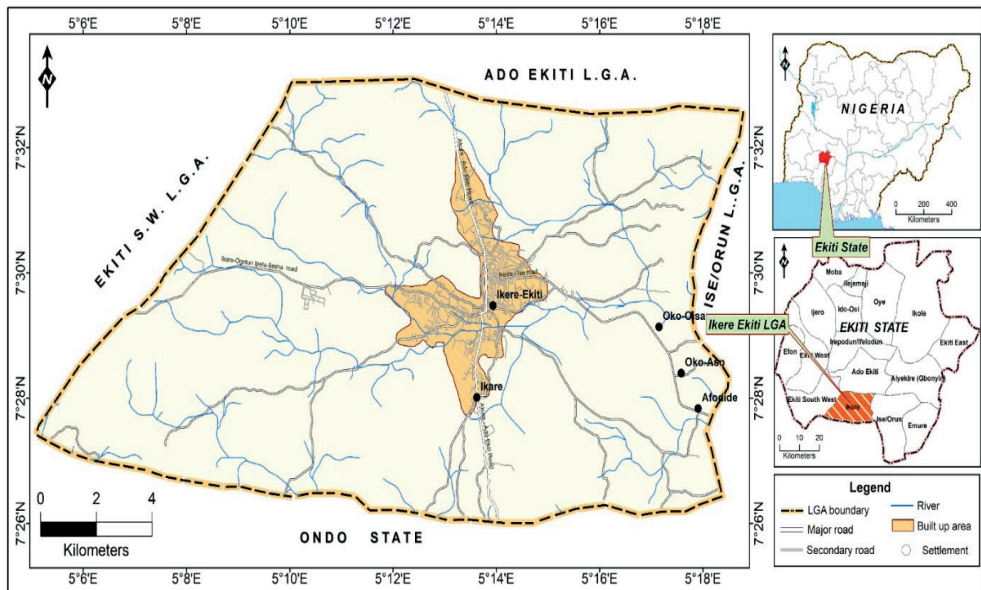 5°6'E
5°8'E
5°10'E
5°12'E
5°14'E
5°16'E
5°18'E
N
ADO EKITI L.G.A.
EKITI S.W. L.G.A.
ISE/ORUN L.G.A.
ONDO STATE
7°32'N
7°30'N
7°28'N
7°26'N
7°32'N
7°30'N
7°28'N
7°26'N
Ikere-Ekiti
Oko-Oisa
Oko-Aso
Afodide
Ikare
0 2 4
Kilometers
5°6'E
5°8'E
5°10'E
5°12'E
5°14'E
5°16'E
5°18'E
N
NIGERIA
0 200 400
Kilometers
Ekiti State
N
Moba
Ilejemeji
Oye
Ido-Osi
Ikole
Ijero
EKITI STATE
Ikere Ekiti LGA
Irepodun/Ifelodun
Ekiti East
Efon
Ado Ekiti
Aiyekire (Gbonyin)
Ekiti South West
Ise/Orun
Emure
0 10 20
Kilometers
Legend
LGA boundary
Major road
Secondary road
River
Built up area
Settlement